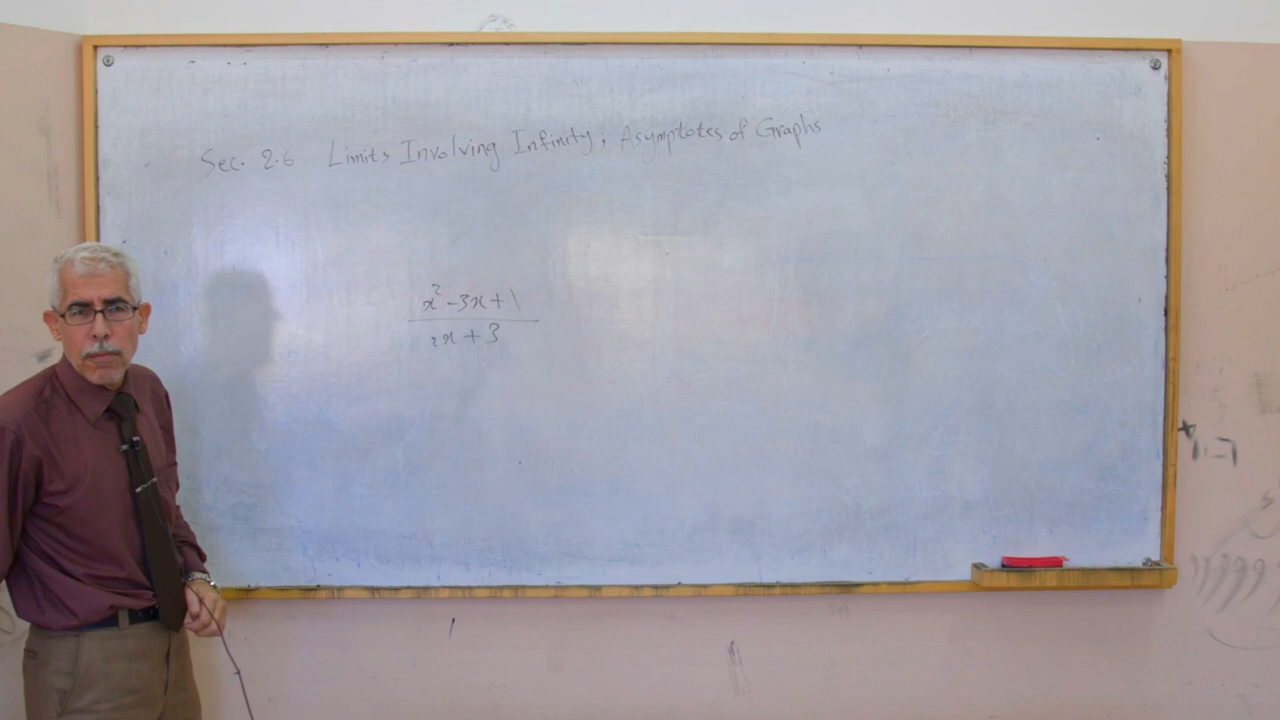 Sec. 2.6 Limits Involving Infinity; Asymptotes of Graphs
x² - 3x + 1
2x + 3